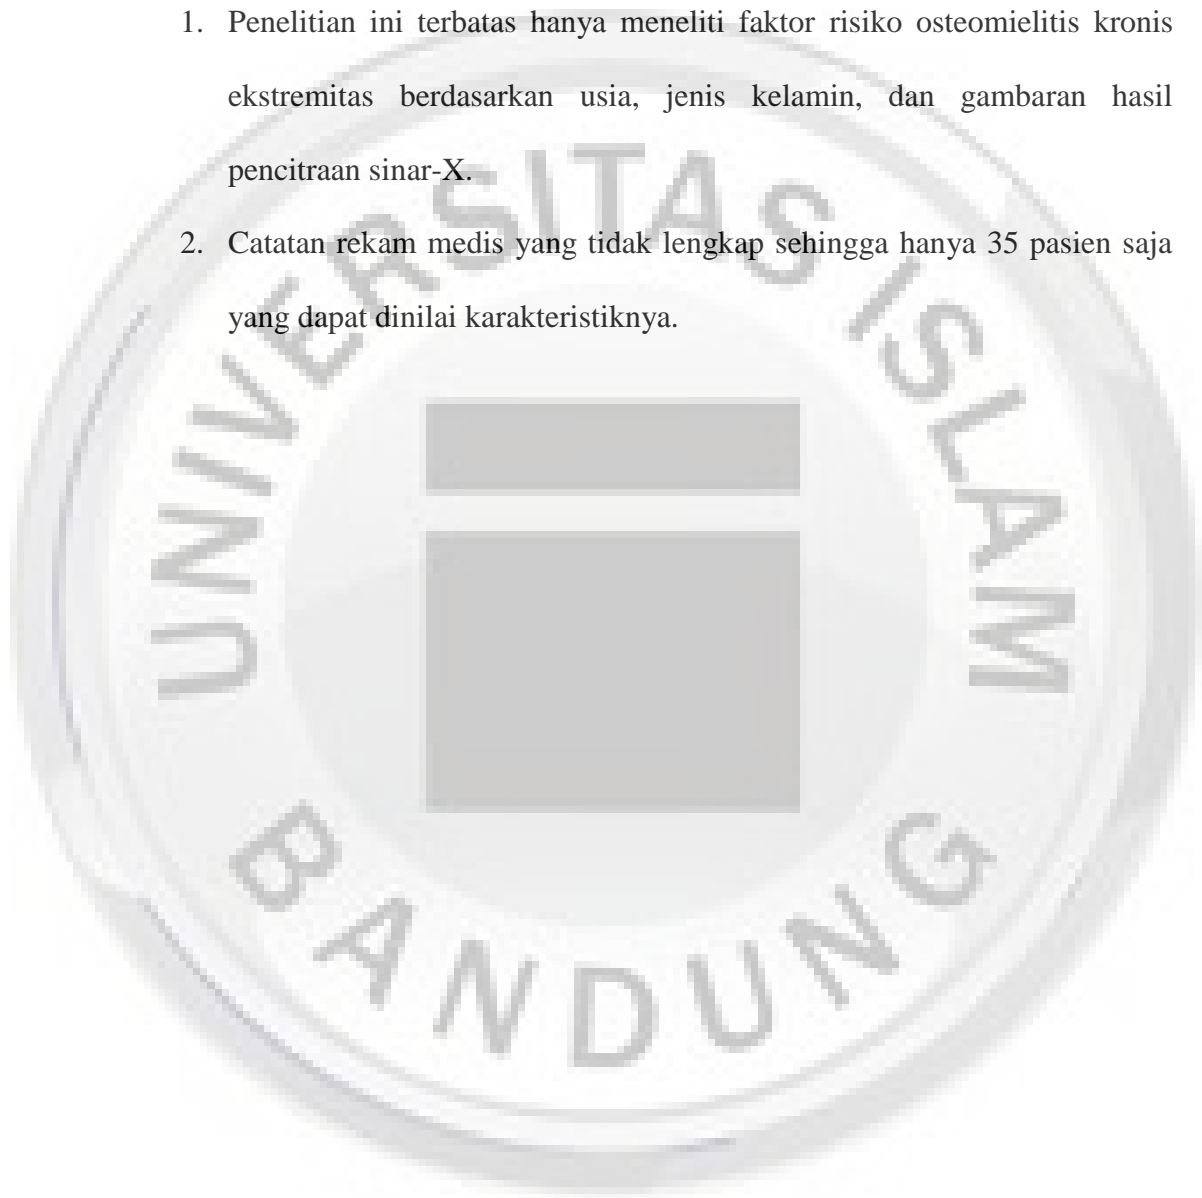 1. Penelitian ini terbatas hanya meneliti faktor risiko osteomielitis kronis
ekstremitas berdasarkan usia, jenis kelamin, dan gambaran hasil
pencitraan sinar-X.
2. Catatan rekam medis yang tidak lengkap sehingga hanya 35 pasien saja
yang dapat dinilai karakteristiknya.
UNIVERSITAS ISLAM
BANDUNG